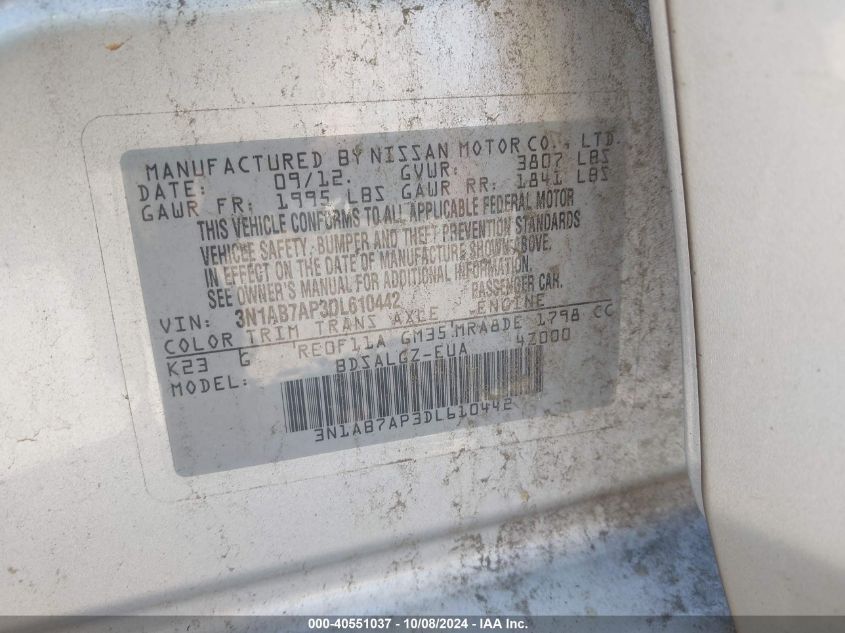 MANUFACTURED BY NISSAN MOTOR CO., LTD.
DATE: 09/12. GVWR: 3807 LBS
GAWR FR: 1995 LBS GAWR RR: 1841 LBS
THIS VEHICLE CONFORMS TO ALL APPLICABLE FEDERAL MOTOR
VEHICLE SAFETY, BUMPER AND THEFT PREVENTION STANDARDS
IN EFFECT ON THE DATE OF MANUFACTURE SHOWN ABOVE.
SEE OWNER'S MANUAL FOR ADDITIONAL INFORMATION.
VIN: 3N1AB7AP3DL610442 PASSENGER CAR.
COLOR TRIM TRANS AXLE ENGINE
K23 G RE0F11A GM35 MRA8DE 1798 CC
MODEL: BDSALGZ-EUA 47000
3N1AB7AP3DL610442
000-40551037 - 10/08/2024 - IAA Inc.